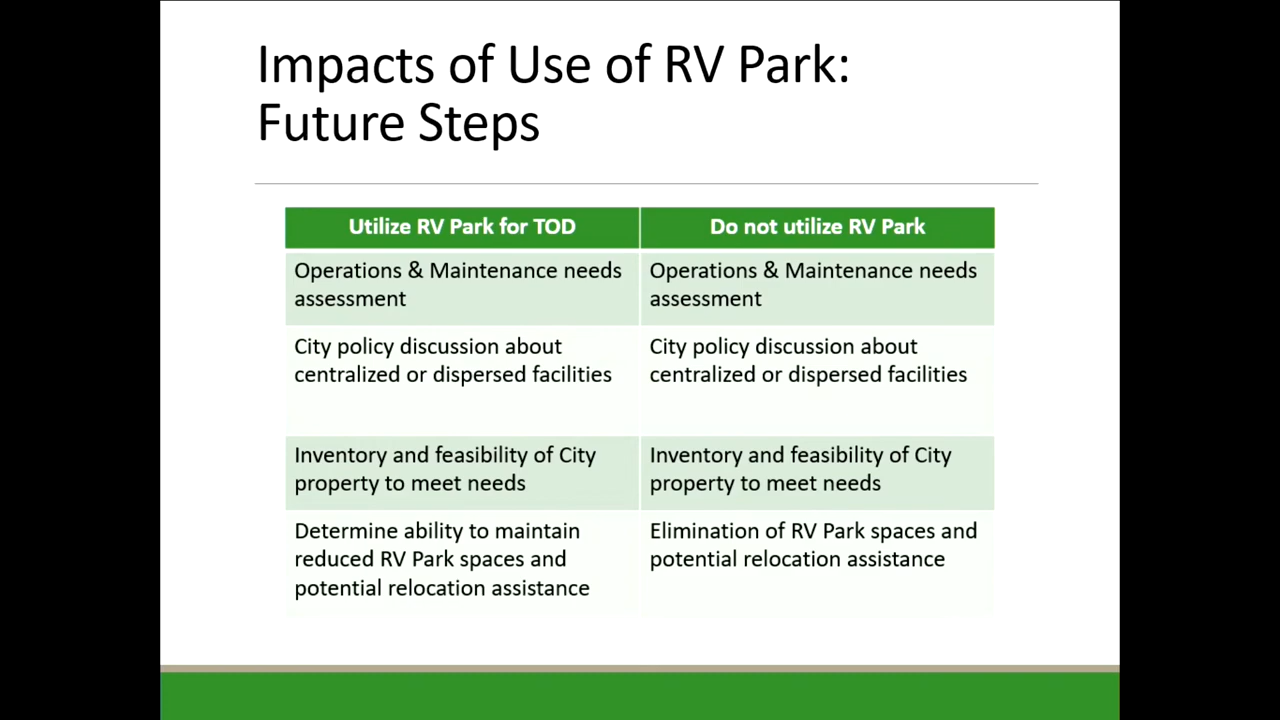 Impacts of Use of RV Park:
Future Steps
Utilize RV Park for TOD
Do not utilize RV Park
Operations & Maintenance needs
assessment
Operations & Maintenance needs
assessment
City policy discussion about
centralized or dispersed facilities
City policy discussion about
centralized or dispersed facilities
Inventory and feasibility of City
property to meet needs
Inventory and feasibility of City
property to meet needs
Determine ability to maintain
reduced RV Park spaces and
potential relocation assistance
Elimination of RV Park spaces and
potential relocation assistance